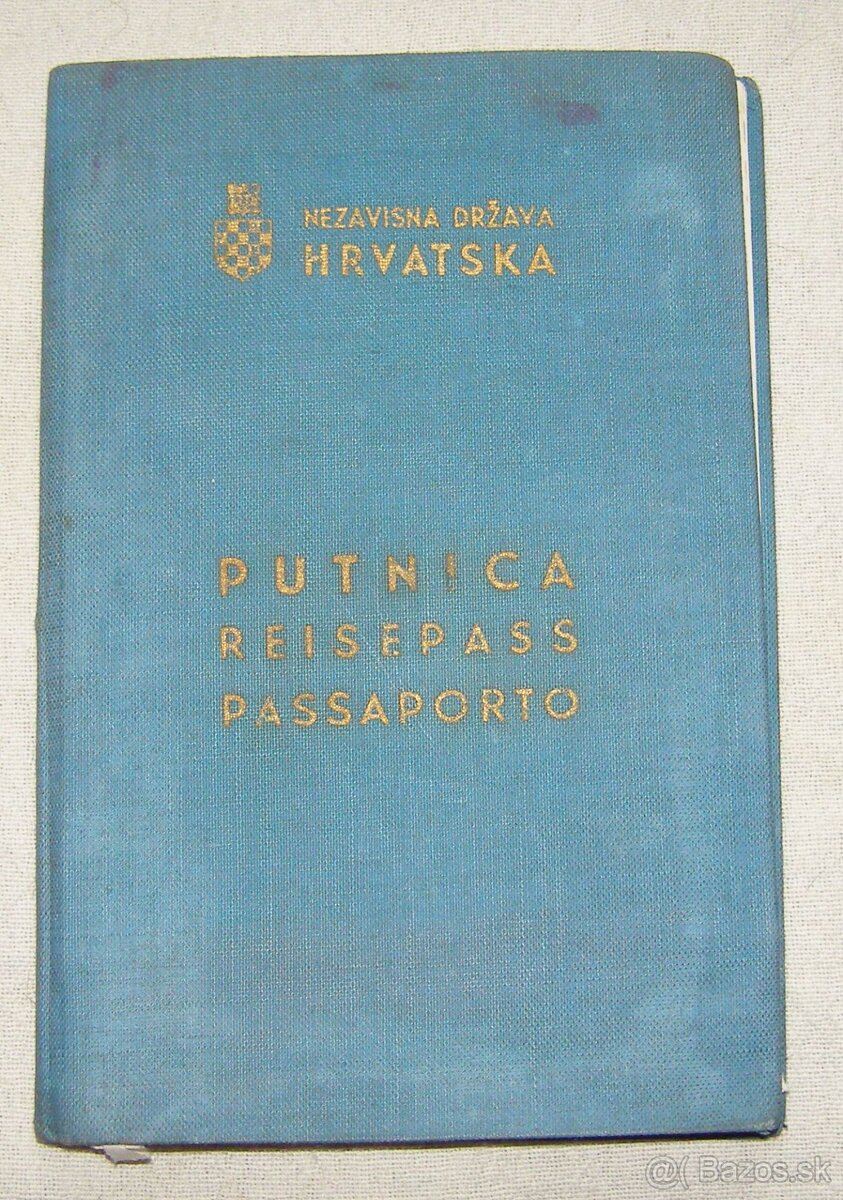 NEZAVISNA DRŽAVA
HRVATSKA
PUTNICA
REISEPASS
PASSAPORTO
@( Bazos.sk